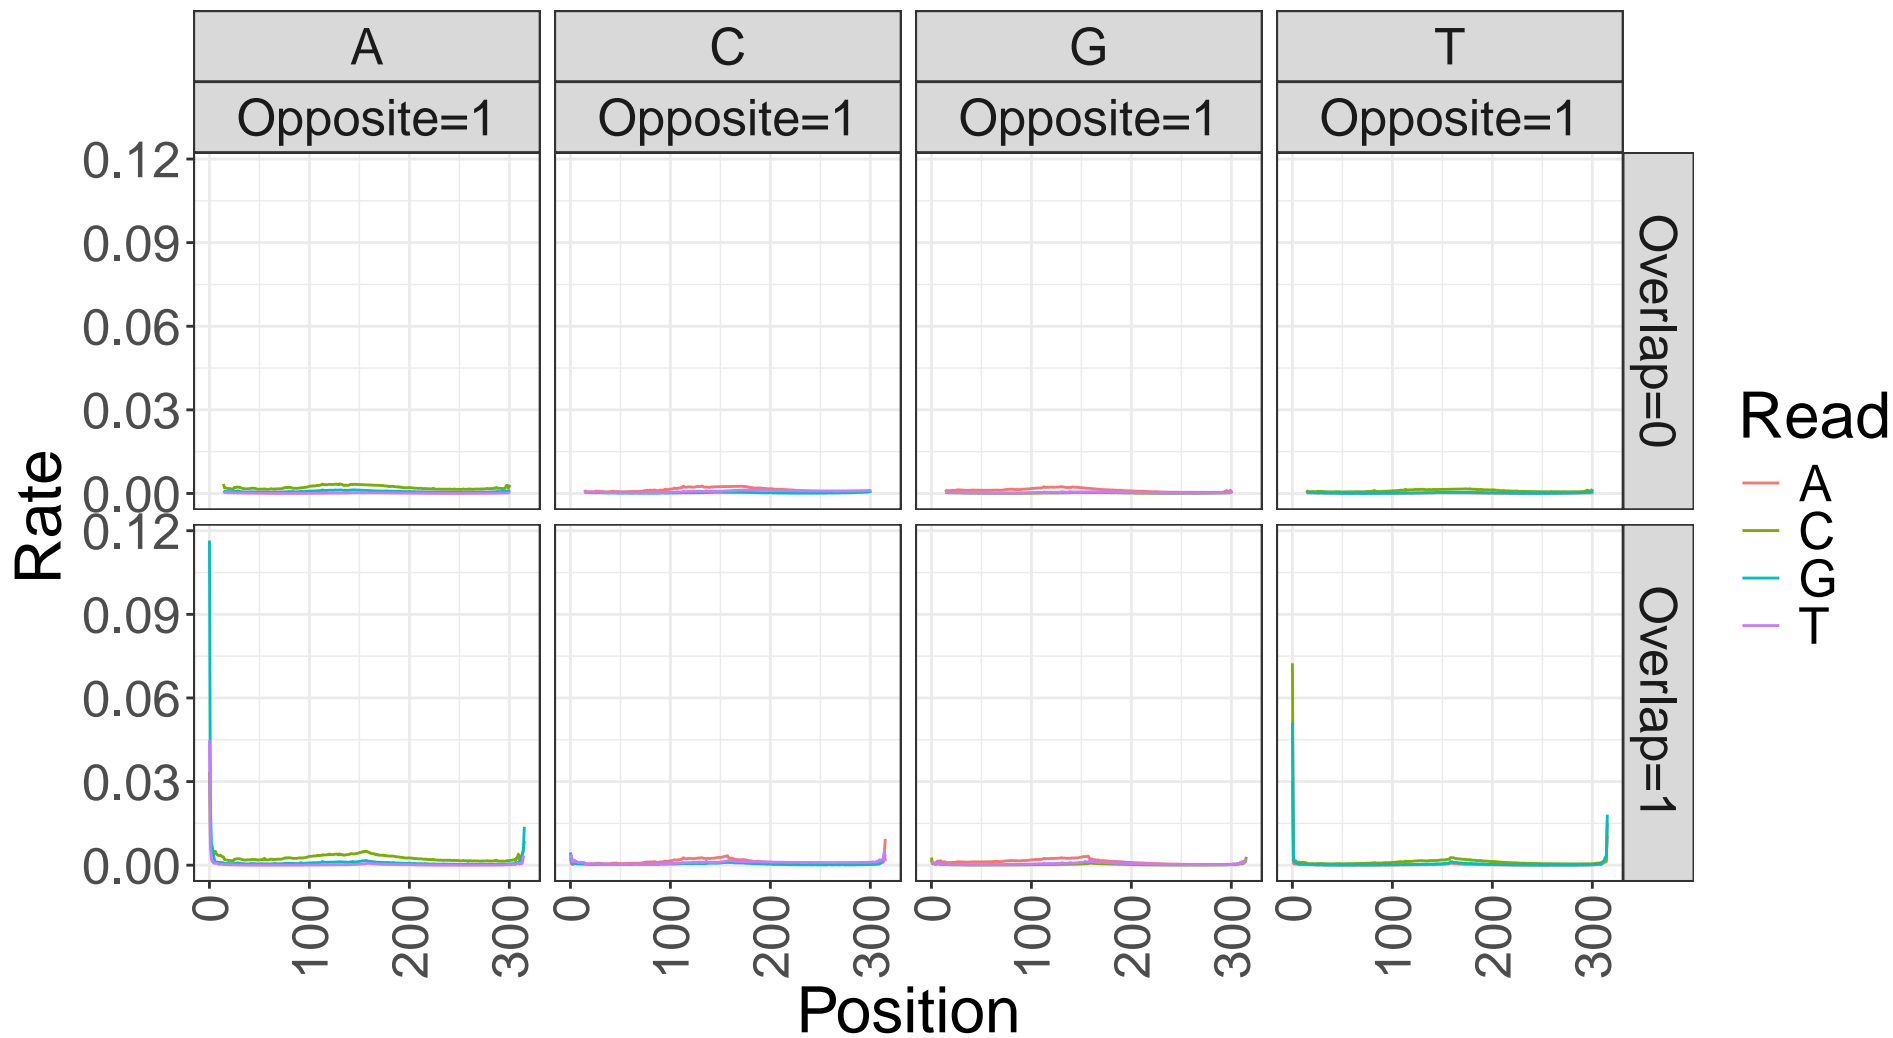 A C G T
Opposite=1 Opposite=1 Opposite=1 Opposite=1
0.12
0.09
0.06
0.03
0.00
Overlap=0
0.12
0.09
0.06
0.03
0.00
Overlap=1
Rate
0 100 200 300 0 100 200 300 0 100 200 300 0 100 200 300
Position
Read
A
C
G
T